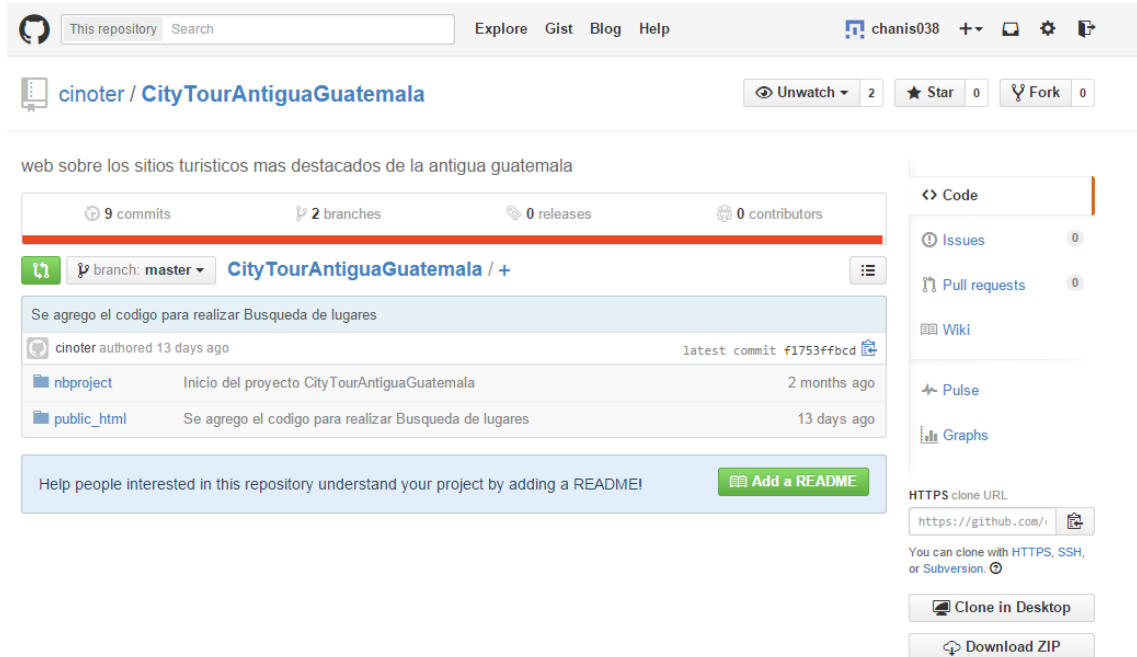 This repository Search Explore Gist Blog Help chanis038
cinoter / CityTourAntiguaGuatemala Unwatch 2 Star 0 Fork 0
web sobre los sitios turisticos mas destacados de la antigua guatemala
9 commits 2 branches 0 releases 0 contributors
branch: master CityTourAntiguaGuatemala / +
Se agrego el codigo para realizar Busqueda de lugares
cinoter authored 13 days ago latest commit f1753ffbcd
nbproject Inicio del proyecto CityTourAntiguaGuatemala 2 months ago
public_html Se agrego el codigo para realizar Busqueda de lugares 13 days ago
Help people interested in this repository understand your project by adding a README! Add a README
Code
Issues 0
Pull requests 0
Wiki
Pulse
Graphs
HTTPS clone URL
https://github.com/
You can clone with HTTPS, SSH,
or Subversion.
Clone in Desktop
Download ZIP